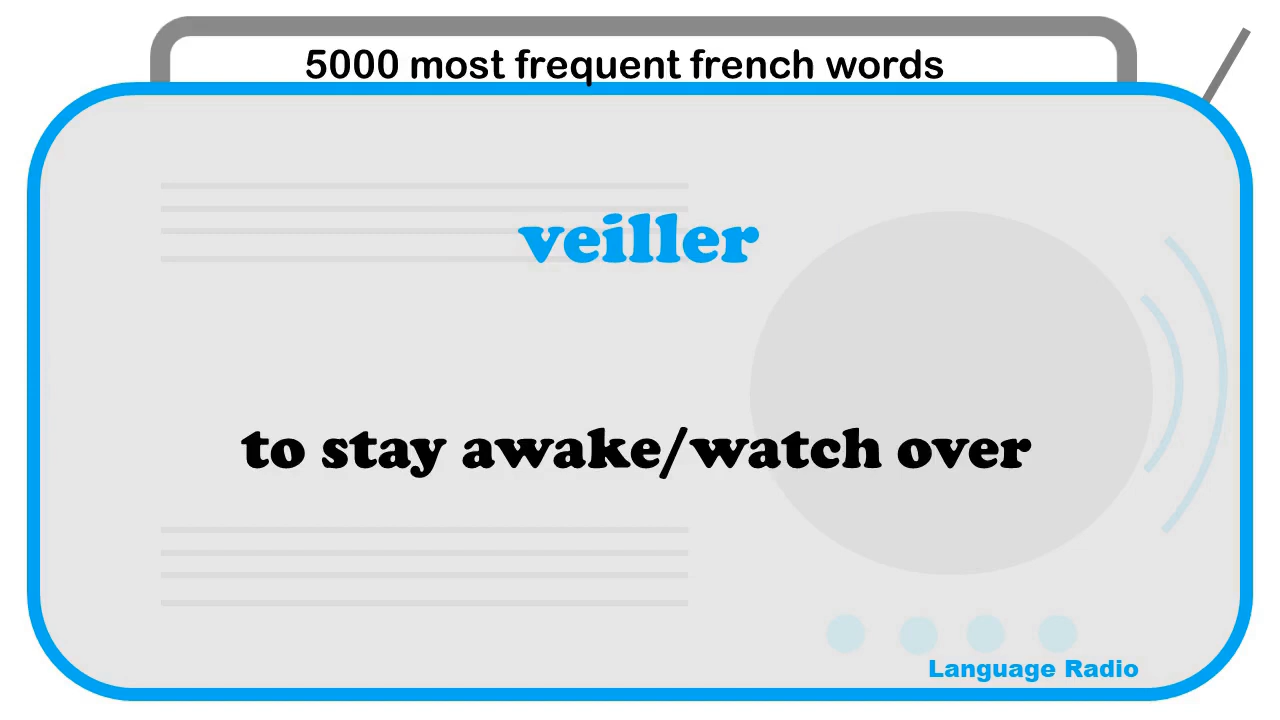 5000 most frequent french words
veiller
to stay awake/watch over
Language Radio